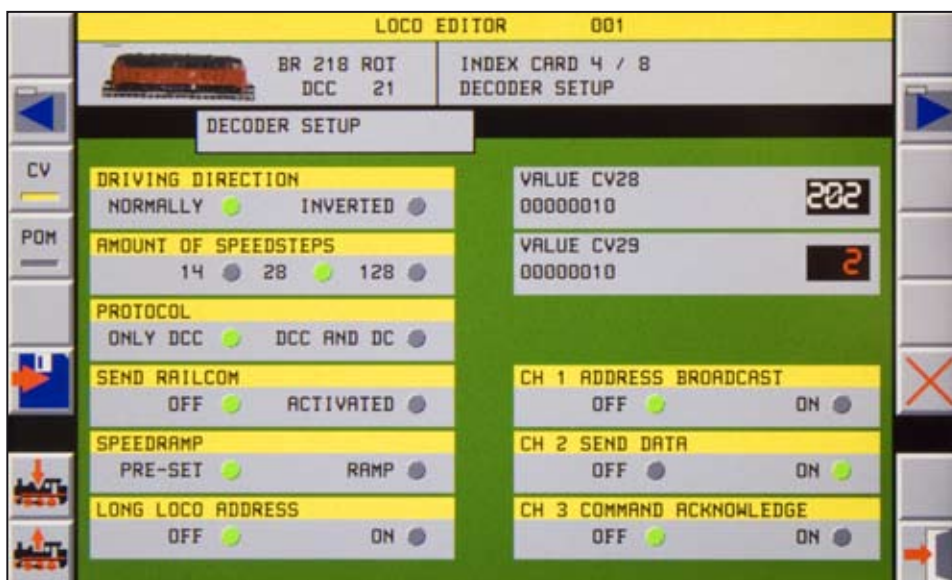 LOCO EDITOR 001
BR 218 ROT
DCC 21
INDEX CARD 4 / 8
DECODER SETUP
DECODER SETUP
CV
POM
DRIVING DIRECTION
NORMALLY INVERTED
AMOUNT OF SPEEDSTEPS
14 28 128
PROTOCOL
ONLY DCC DCC AND DC
SEND RAILCOM
OFF ACTIVATED
SPEEDRAMP
PRE-SET RAMP
LONG LOCO ADDRESS
OFF ON
VALUE CV28
00000010 202
VALUE CV29
00000010 2
CH 1 ADDRESS BROADCAST
OFF ON
CH 2 SEND DATA
OFF ON
CH 3 COMMAND ACKNOWLEDGE
OFF ON